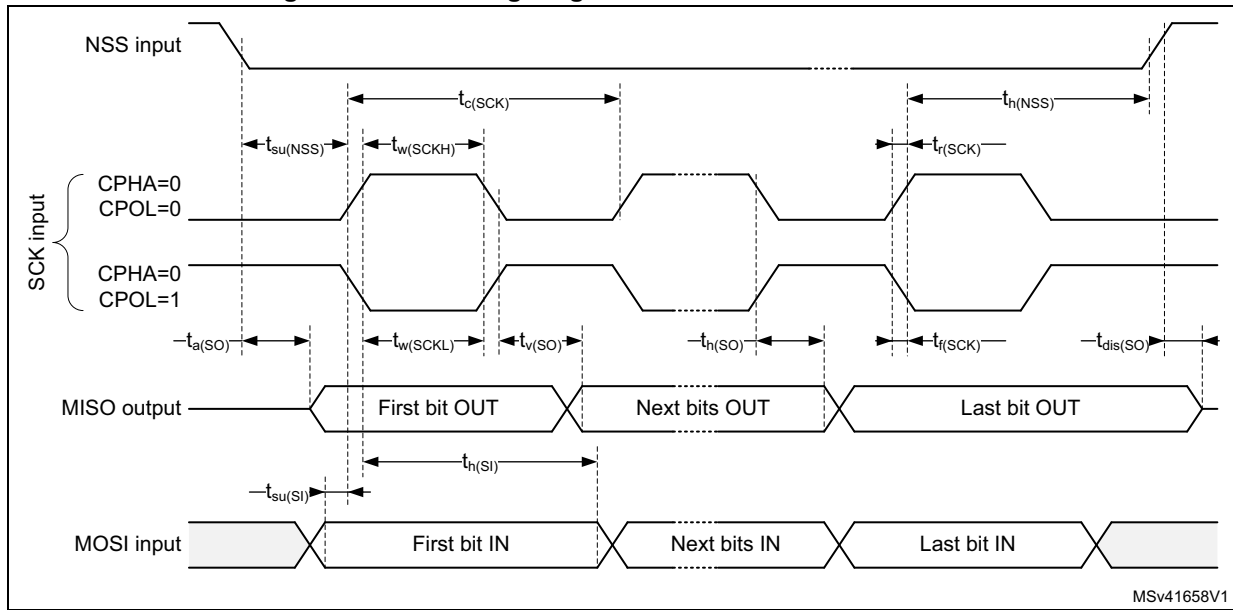 NSS input
tc(SCK)
th(NSS)
tsu(NSS)
tw(SCKH)
tr(SCK)
SCK input
CPHA=0
CPOL=0
CPHA=0
CPOL=1
ta(SO)
tw(SCKL)
tv(SO)
th(SO)
tf(SCK)
tdis(SO)
MISO output
First bit OUT
Next bits OUT
Last bit OUT
th(SI)
tsu(SI)
MOSI input
First bit IN
Next bits IN
Last bit IN
MSv41658V1